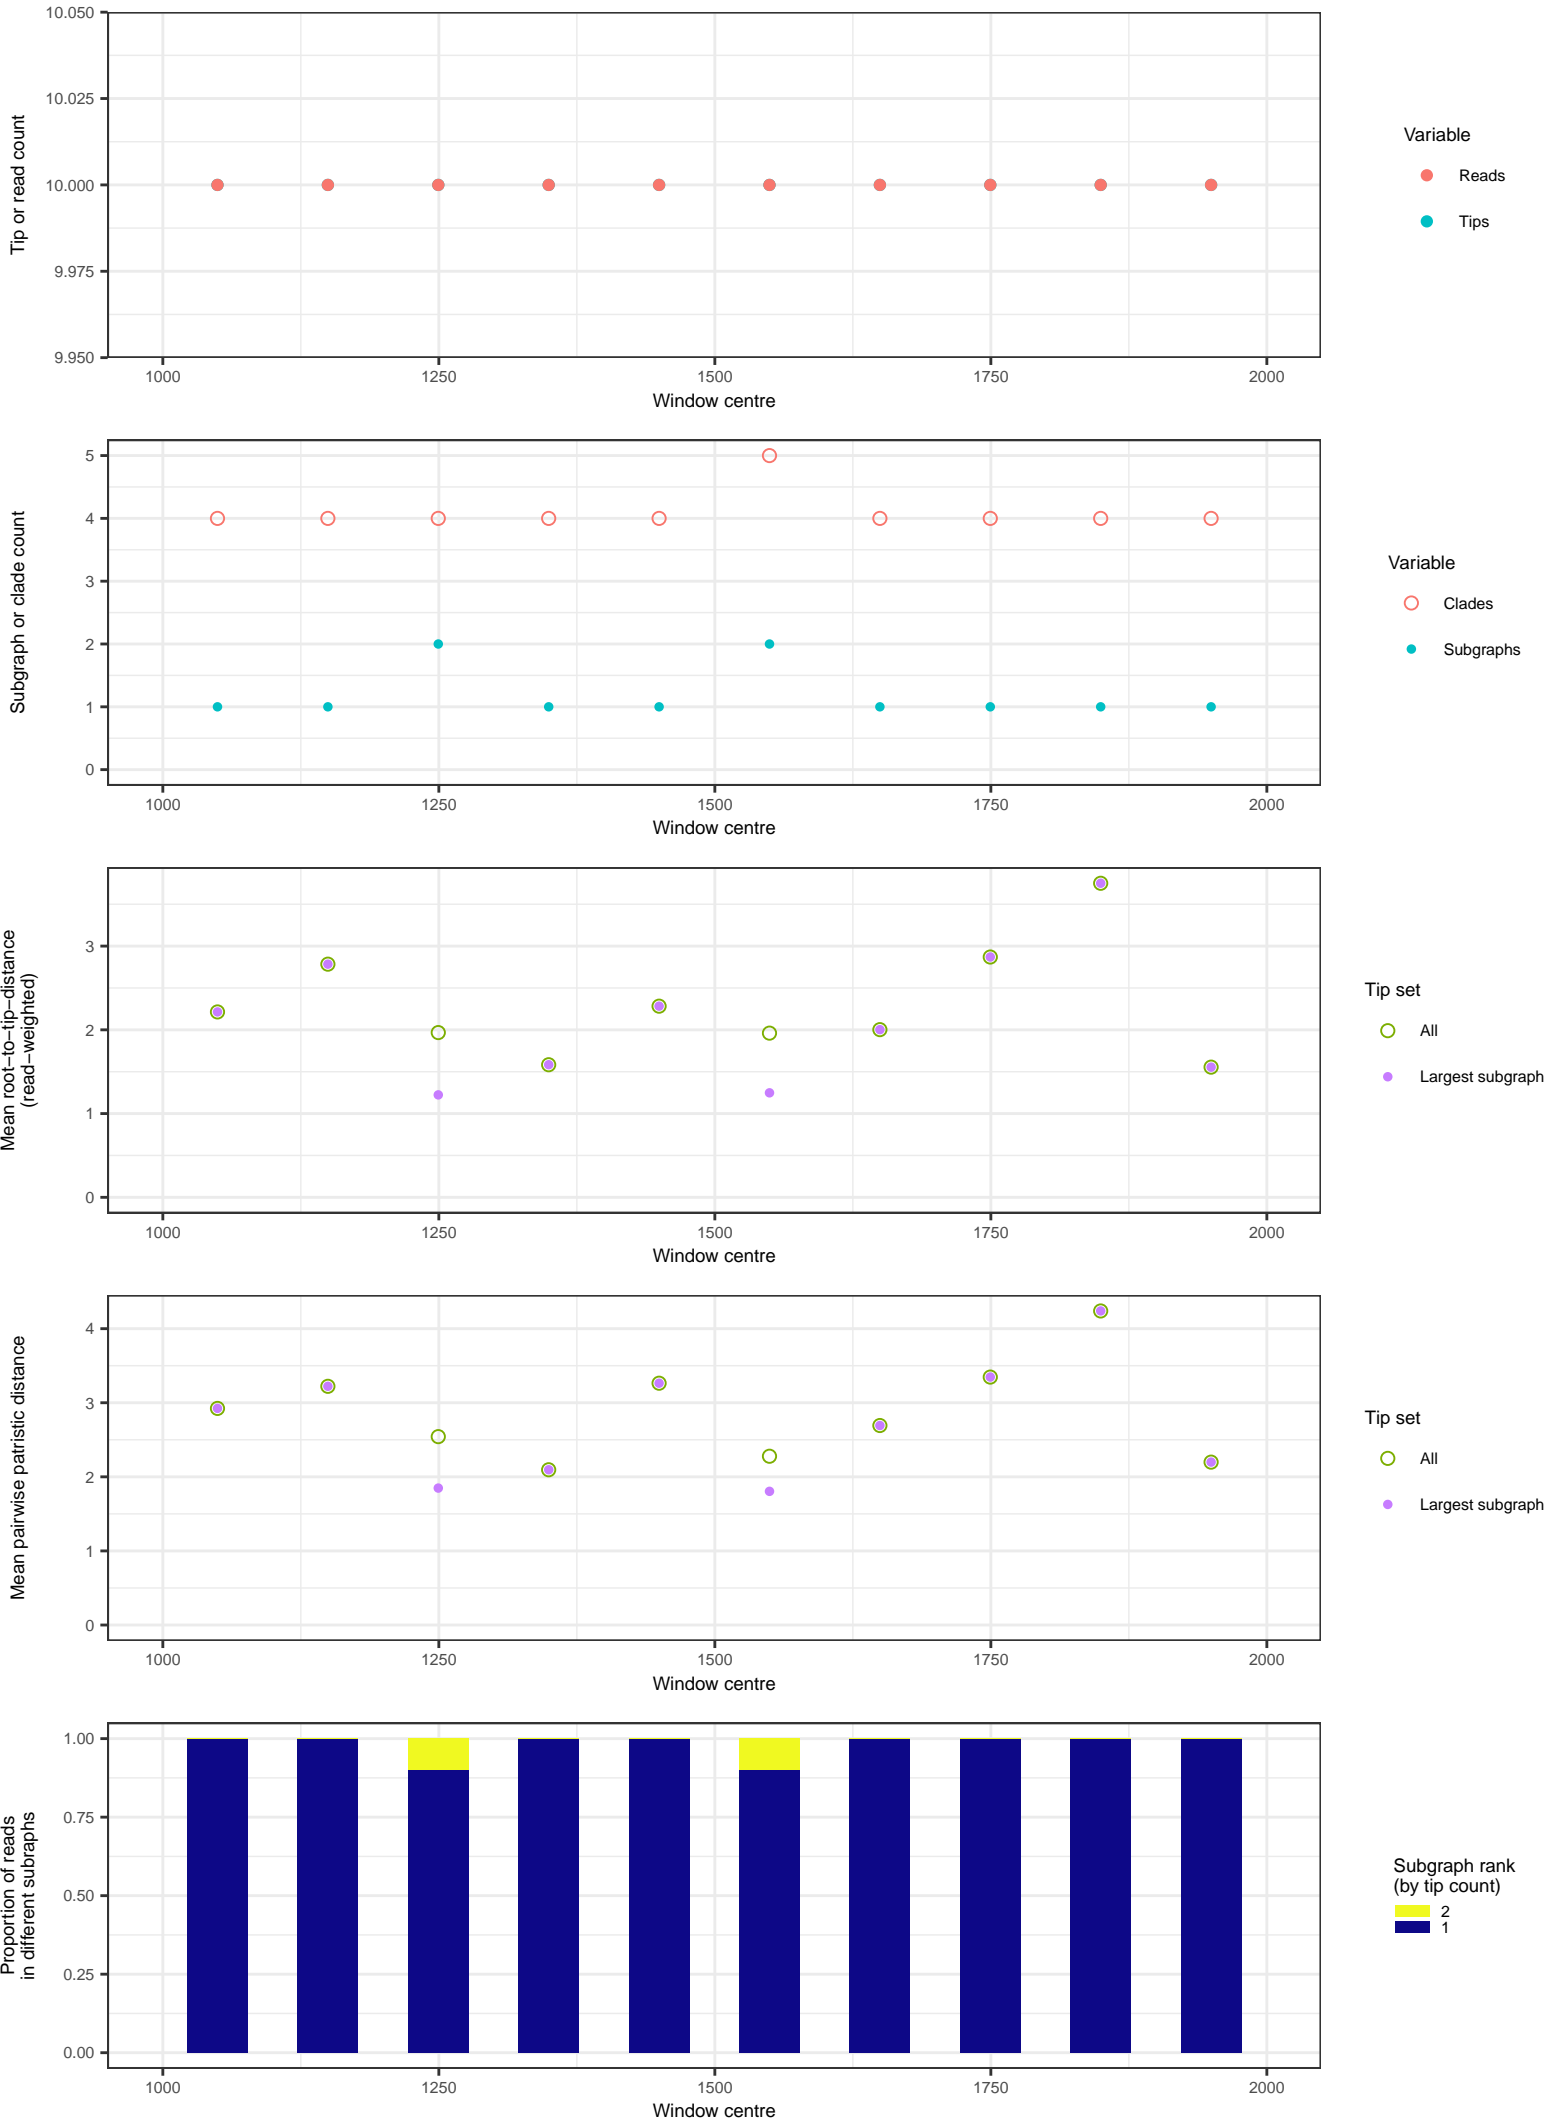 10.050
10.025
10.000
9.975
9.950
Tip or read count
1000 1250 1500 1750 2000
Window centre
Variable
Reads
Tips
5
4
3
2
1
0
Subgraph or clade count
1000 1250 1500 1750 2000
Window centre
Variable
Clades
Subgraphs
3
2
1
0
Mean root−to−tip−distance
(read−weighted)
1000 1250 1500 1750 2000
Window centre
Tip set
All
Largest subgraph
4
3
2
1
0
Mean pairwise patristic distance
1000 1250 1500 1750 2000
Window centre
Tip set
All
Largest subgraph
1.00
0.75
0.50
0.25
0.00
Proportion of reads
in different subraphs
1000 1250 1500 1750 2000
Window centre
Subgraph rank
(by tip count)
2
1